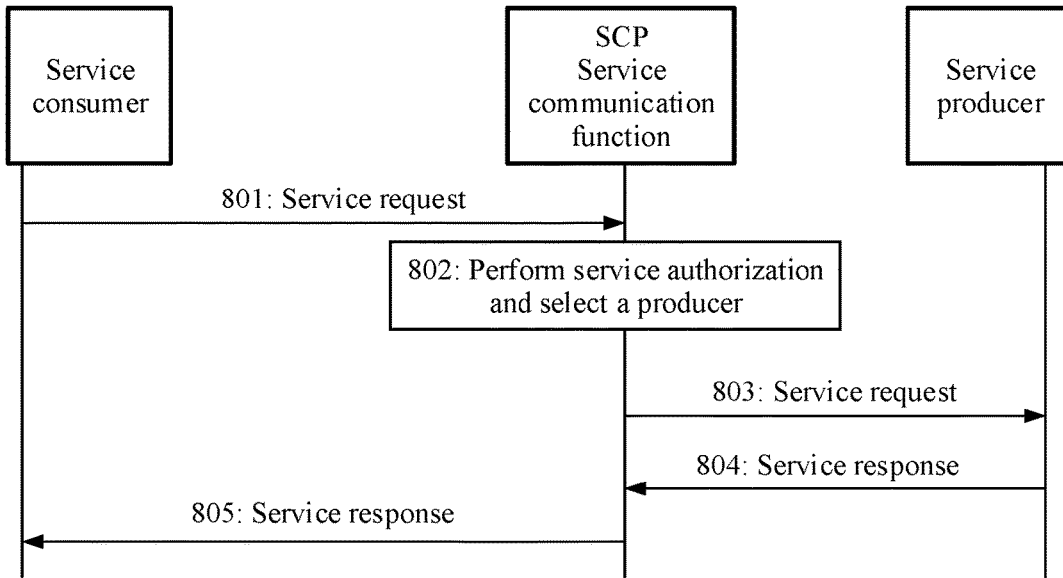 Service
consumer
SCP
Service
communication
function
Service
producer
801: Service request
802: Perform service authorization
and select a producer
803: Service request
804: Service response
805: Service response